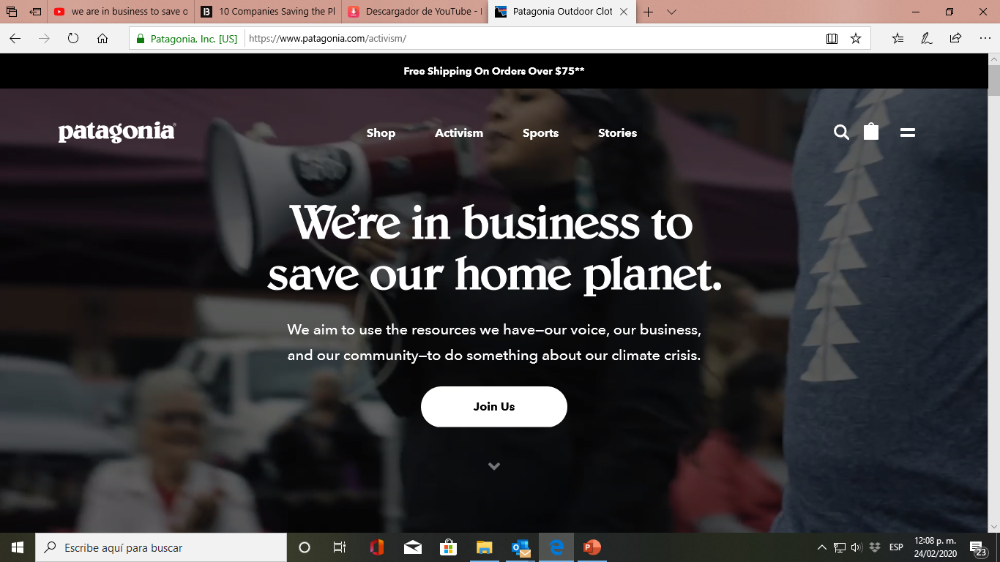 we are in business to save o
10 Companies Saving the Pl
Descargador de YouTube -
Patagonia Outdoor Clot
Patagonia, Inc. [US]
https://www.patagonia.com/activism/
Free Shipping On Orders Over $75**
patagonia®
Shop
Activism
Sports
Stories
We're in business to
save our home planet.
We aim to use the resources we have—our voice, our business,
and our community—to do something about our climate crisis.
Join Us
Escribe aquí para buscar
ESP
12:08 p. m.
24/02/2020
23